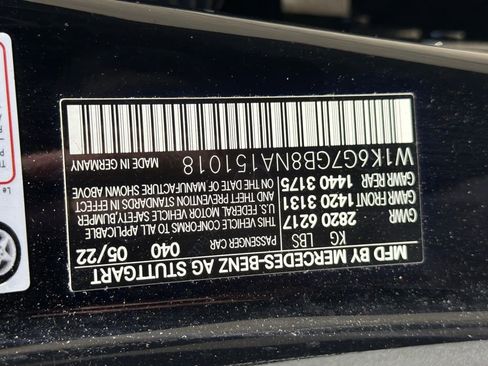 MFD BY MERCEDES-BENZ AG STUTTGART
KG LBS PASSENGER CAR 040 05/22
GVWR 2820 6217
GAWR FRONT 1420 3131
GAWR REAR 1440 3175
THIS VEHICLE CONFORMS TO ALL APPLICABLE
U.S. FEDERAL MOTOR VEHICLE SAFETY, BUMPER,
AND THEFT PREVENTION STANDARDS IN EFFECT
ON THE DATE OF MANUFACTURE SHOWN ABOVE
W1K6G7GB8NA151018 MADE IN GERMANY